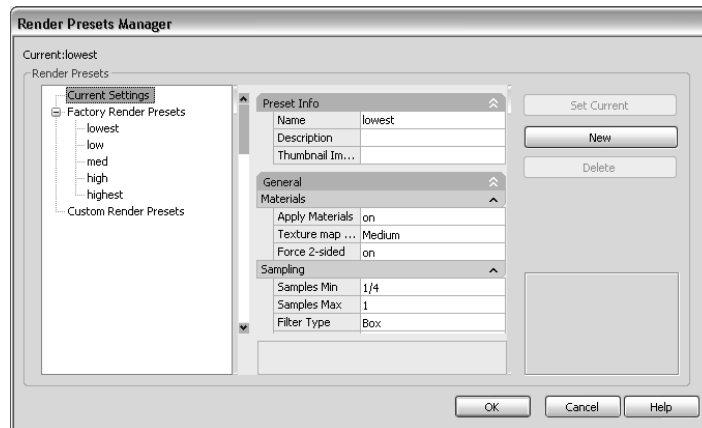 Render Presets Manager
Current:lowest
Render Presets
Current Settings
Factory Render Presets
lowest
low
med
high
highest
Custom Render Presets
Preset Info
Name lowest
Description
Thumbnail Im...
General
Materials
Apply Materials on
Texture map ... Medium
Force 2-sided on
Sampling
Samples Min 1/4
Samples Max 1
Filter Type Box
Set Current
New
Delete
OK Cancel Help